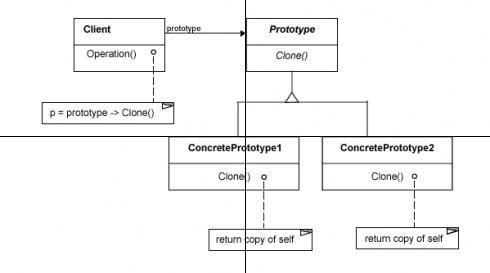 Client
prototype
Prototype
Operation()
Clone()
p = prototype -> Clone()
ConcretePrototype1
ConcretePrototype2
Clone()
Clone()
return copy of self
return copy of self